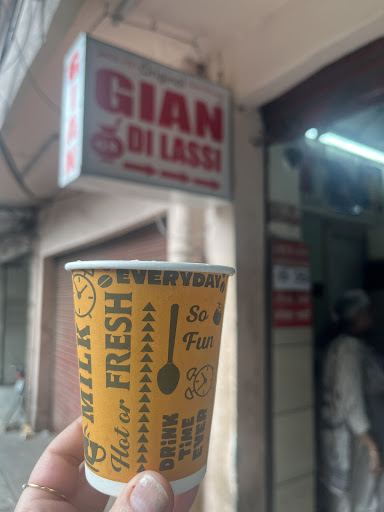 Original
GIAN
DI LASSI
GIAN
EVERYDAY
MILK
Hot or FRESH
So
Fun
DRiNK
TiME
EVER